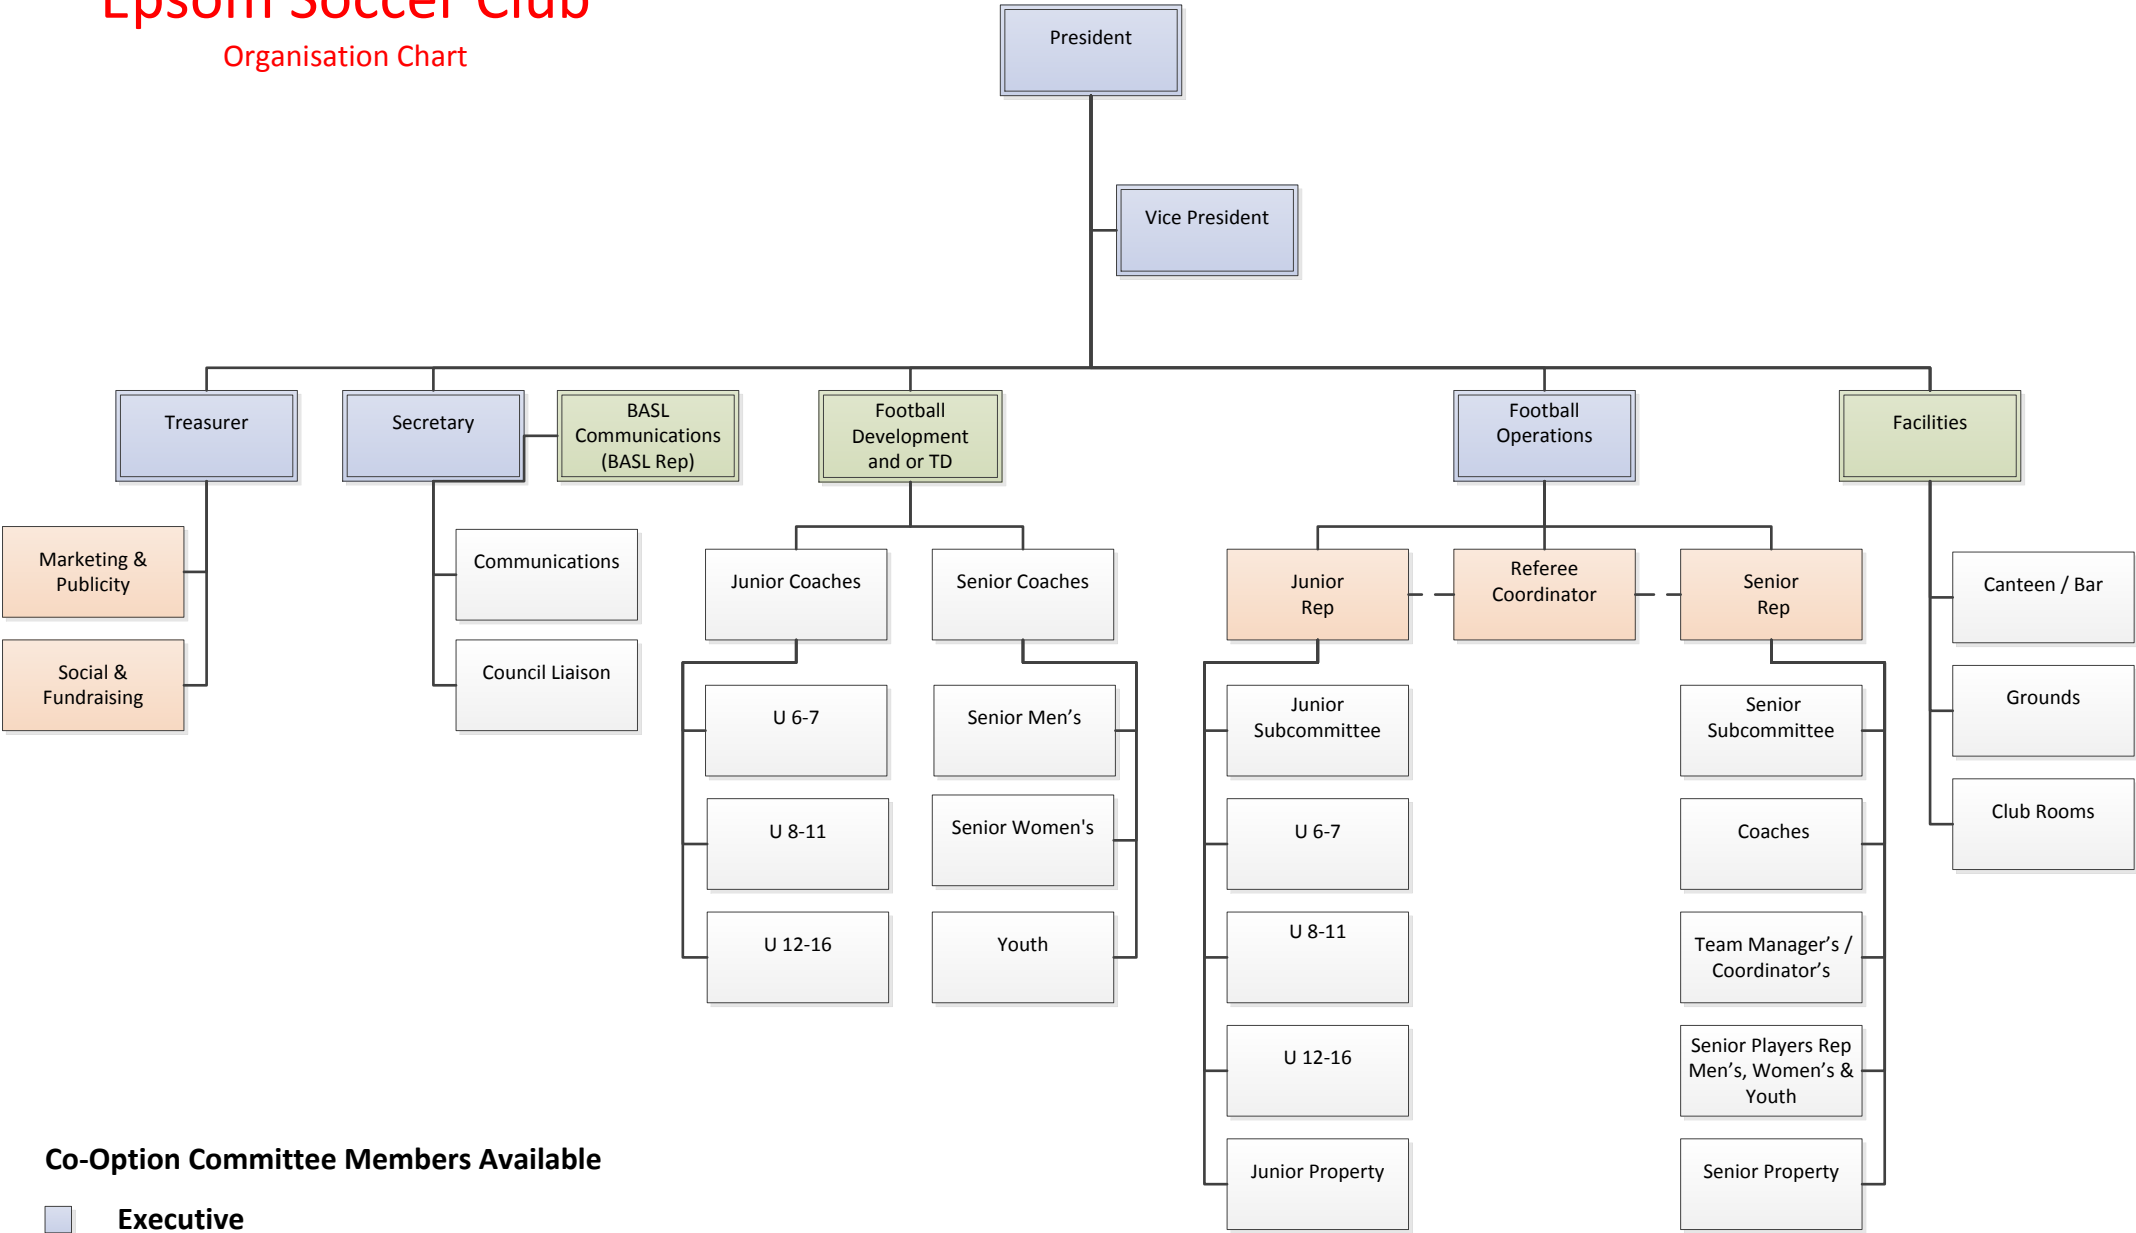 Epsom Soccer Club
Organisation Chart
President
Vice President
Treasurer
Secretary
BASL
Communications
(BASL Rep)
Football
Development
and or TD
Football
Operations
Facilities
Marketing &
Publicity
Social &
Fundraising
Communications
Council Liaison
Junior Coaches
Senior Coaches
U 6-7
U 8-11
U 12-16
Senior Men’s
Senior Women's
Youth
Junior
Rep
Referee
Coordinator
Senior
Rep
Junior
Subcommittee
U 6-7
U 8-11
U 12-16
Junior Property
Senior
Subcommittee
Coaches
Team Manager’s /
Coordinator’s
Senior Players Rep
Men’s, Women’s &
Youth
Senior Property
Canteen / Bar
Grounds
Club Rooms
Co-Option Committee Members Available
Executive